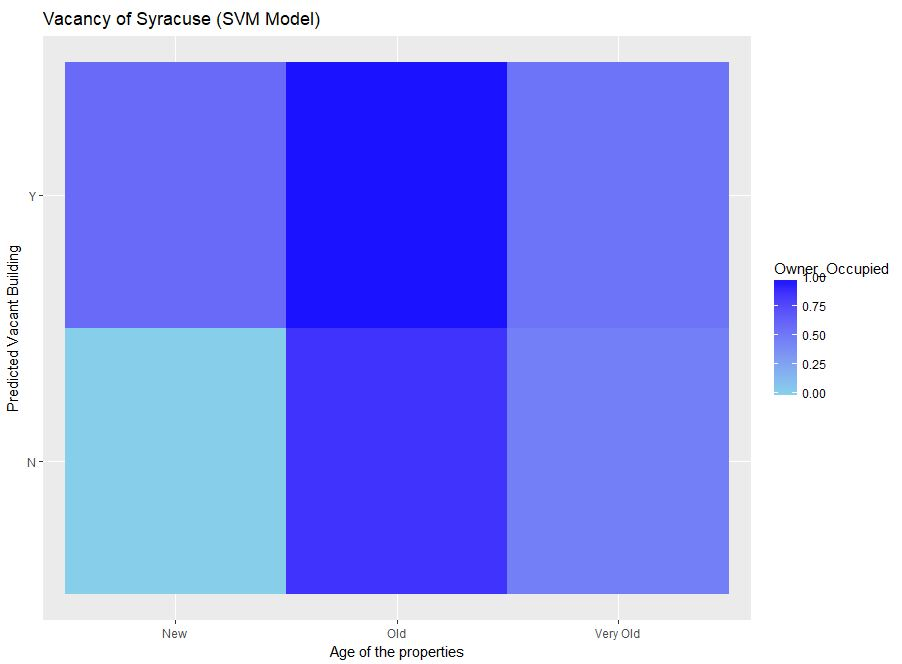 Vacancy of Syracuse (SVM Model)
Predicted Vacant Building
Y
N
New
Old
Very Old
Age of the properties
Owner_Occupied
1.00
0.75
0.50
0.25
0.00